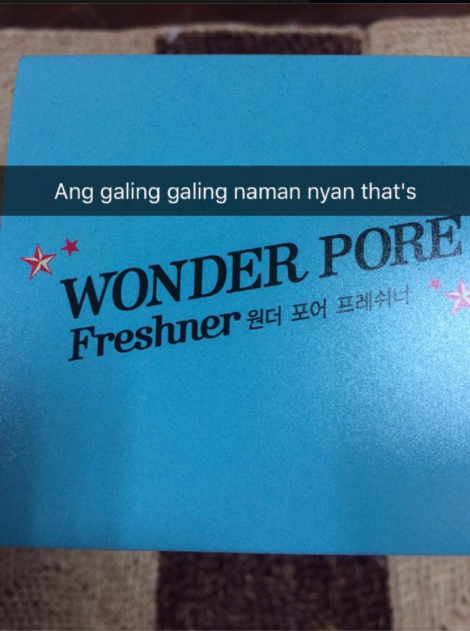 Ang galing galing naman nyan that's
WONDER PORE
Freshner 원더 포어 프레쉬너